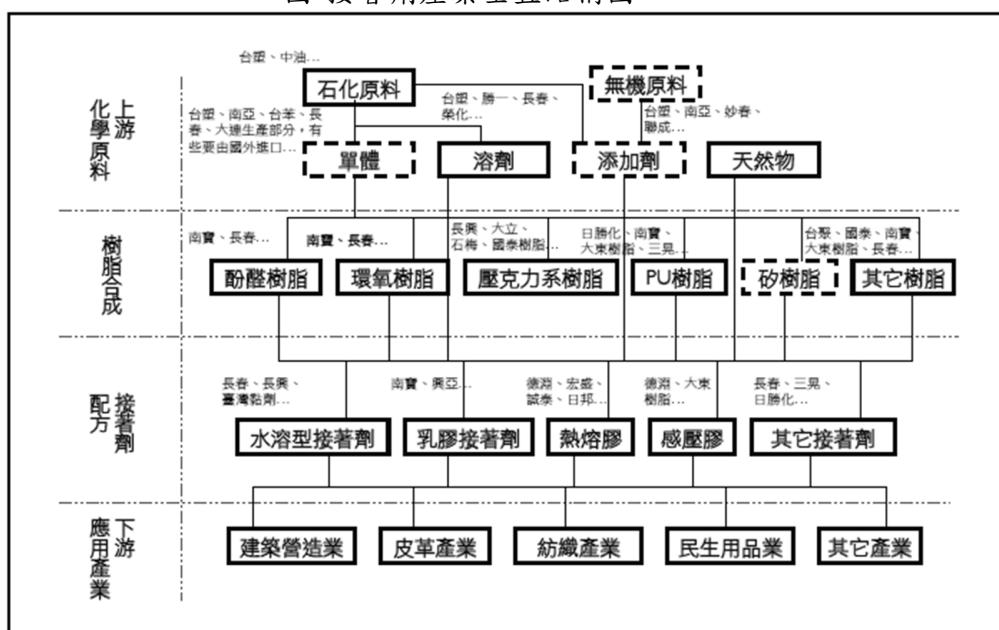 台塑、中油...
石化原料
無機原料
台塑、南亞、台苯、長
春、大連生產部分，有
些要由國外進口...
台塑、勝一、長春、
榮化...
台塑、南亞、妙春、
聯成...
上游
化學原料
單體
溶劑
添加劑
天然物
樹脂合成
南寶、長春...
南寶、長春...
長興、大立、
石梅、國泰樹脂...
日勝化、南寶、
大東樹脂、三晃...
台聚、國泰、南寶、
大東樹脂、長春...
酚醛樹脂
環氧樹脂
壓克力系樹脂
PU樹脂
矽樹脂
其它樹脂
接著劑
配方
長春、長興、
臺灣黏劑...
南寶、興亞...
德淵、宏盛、
誠泰、日邦...
德淵、大東
樹脂...
長春、三晃、
日勝化...
水溶型接著劑
乳膠接著劑
熱熔膠
感壓膠
其它接著劑
下游
應用產業
建築營造業
皮革產業
紡織產業
民生用品業
其它產業